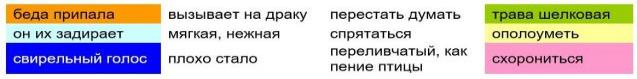 беда припала вызывает на драку перестать думать трава шелковая
он их задирает мягкая, нежная спрятаться ополоуметь
свирельный голос плохо стало переливчатый, как пение птицы схорониться